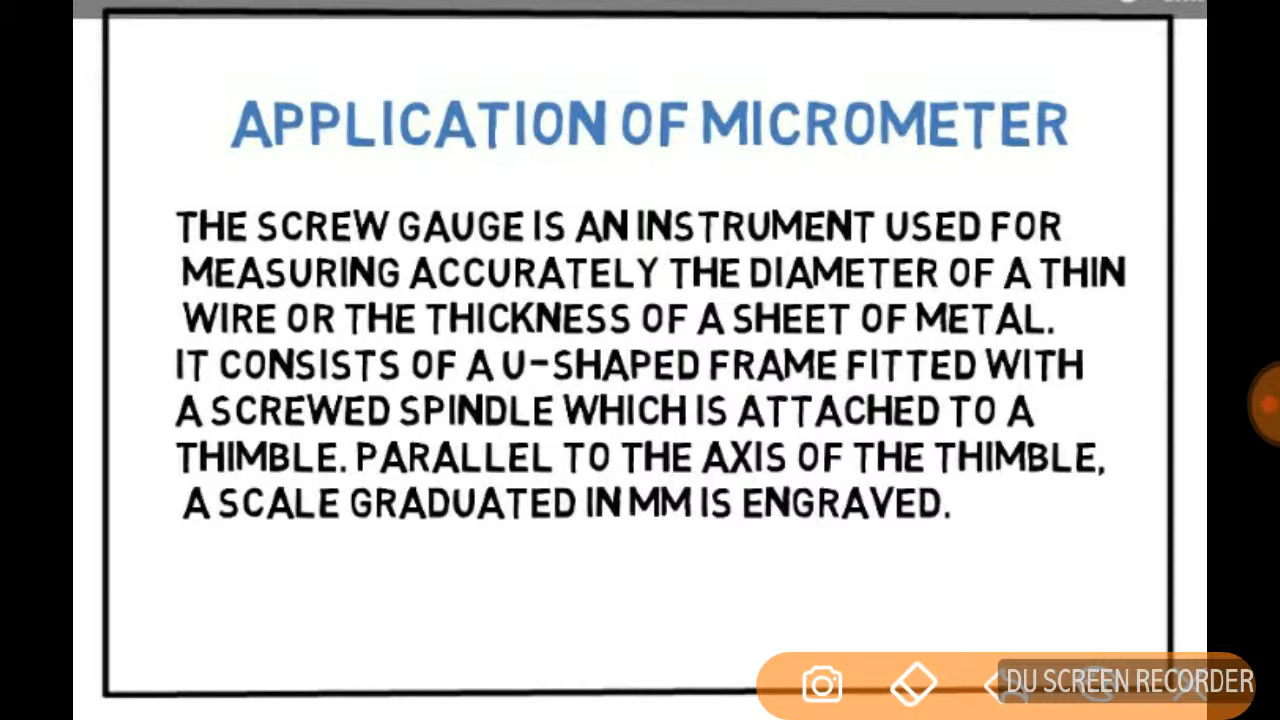 APPLICATION OF MICROMETER
THE SCREW GAUGE IS AN INSTRUMENT USED FOR
MEASURING ACCURATELY THE DIAMETER OF A THIN
WIRE OR THE THICKNESS OF A SHEET OF METAL.
IT CONSISTS OF A U-SHAPED FRAME FITTED WITH
A SCREWED SPINDLE WHICH IS ATTACHED TO A
THIMBLE. PARALLEL TO THE AXIS OF THE THIMBLE,
A SCALE GRADUATED IN MM IS ENGRAVED.
DU SCREEN RECORDER